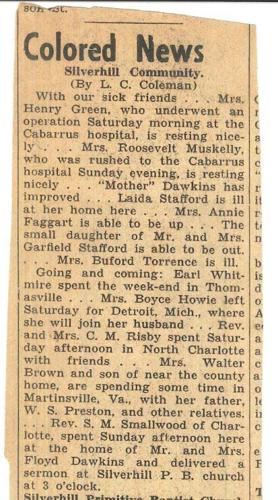 Colored News
Silverhill Community.
(By L. C. Coleman)
With our sick friends . . . Mrs.
Henry Green, who underwent an
operation Saturday morning at the
Cabarrus hospital, is resting nice-
ly . . . Mrs. Roosevelt Muskelly,
who was rushed to the Cabarrus
hospital Sunday evening, is resting
nicely . . . "Mother" Dawkins has
improved . . . Laida Stafford is ill
at her home here . . . Mrs. Annie
Faggart is able to be up . . . The
small daughter of Mr. and Mrs.
Garfield Stafford is able to be out.
Mrs. Buford Torrence is ill.
Going and coming: Earl Whit-
mire spent the week-end in Thom-
asville . . . Mrs. Boyce Howie left
Saturday for Detroit, Mich., where
she will join her husband . . . Rev.
and Mrs. C. M. Risby spent Satur-
day afternoon in North Charlotte
with friends . . . Mrs. Walter
Brown and son of near the county
home, are spending some time in
Martinsville, Va., with her father,
W. S. Preston, and other relatives.
. . . Rev. S. M. Smallwood of Char-
lotte, spent Sunday afternoon here
at the home of Mr. and Mrs.
Floyd Dawkins and delivered a
sermon at Silverhill P. B. church
at 3 o'clock.
Silverhill Primitive Baptist Church